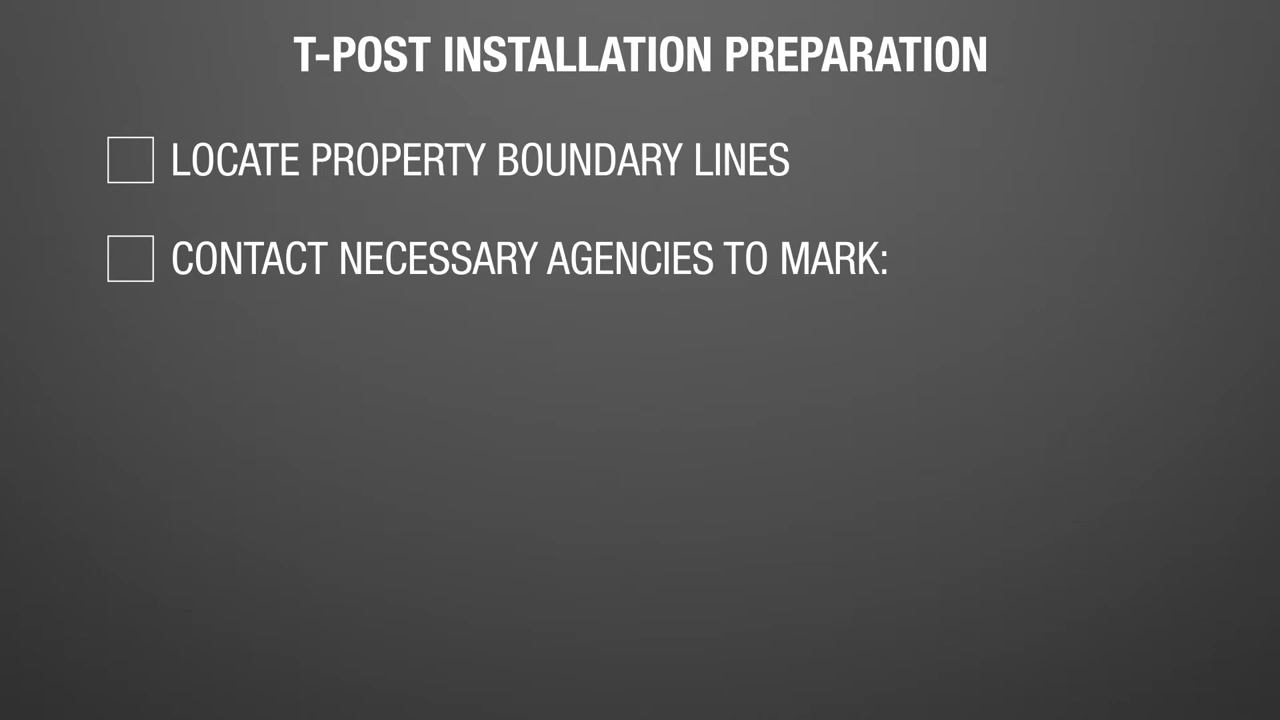 T-POST INSTALLATION PREPARATION
LOCATE PROPERTY BOUNDARY LINES
CONTACT NECESSARY AGENCIES TO MARK: